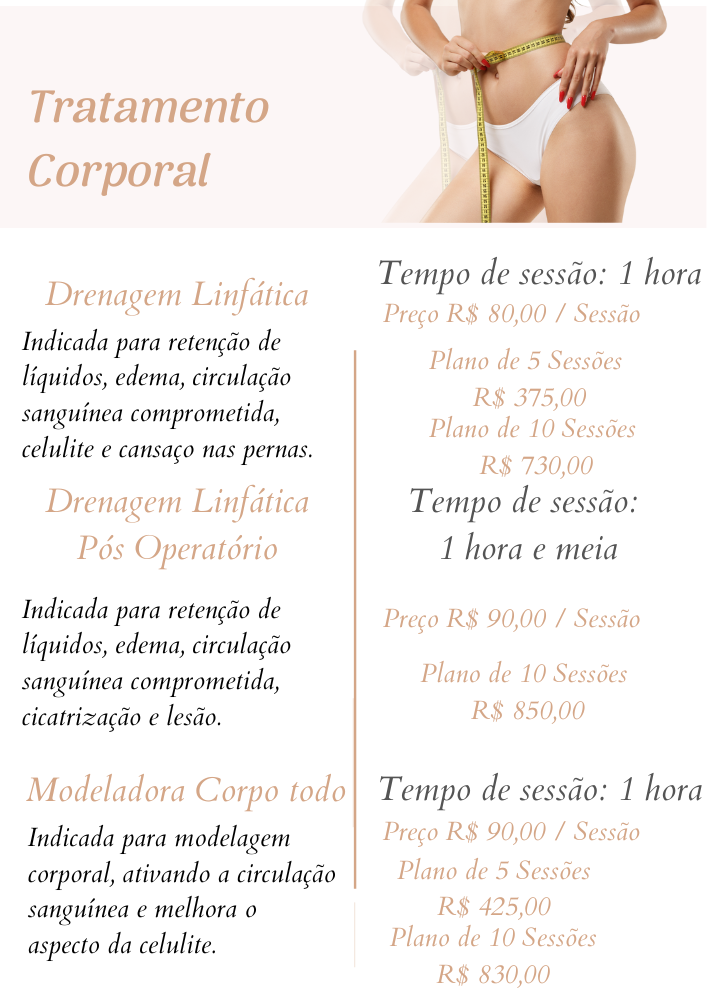 Tratamento
Corporal
Drenagem Linfática
Indicada para retenção de
líquidos, edema, circulação
sanguínea comprometida,
celulite e cansaço nas pernas.
Tempo de sessão: 1 hora
Preço R$ 80,00 / Sessão
Plano de 5 Sessões
R$ 375,00
Plano de 10 Sessões
R$ 730,00
Drenagem Linfática
Pós Operatório
Indicada para retenção de
líquidos, edema, circulação
sanguínea comprometida,
cicatrização e lesão.
Tempo de sessão:
1 hora e meia
Preço R$ 90,00 / Sessão
Plano de 10 Sessões
R$ 850,00
Modeladora Corpo todo
Indicada para modelagem
corporal, ativando a circulação
sanguínea e melhora o
aspecto da celulite.
Tempo de sessão: 1 hora
Preço R$ 90,00 / Sessão
Plano de 5 Sessões
R$ 425,00
Plano de 10 Sessões
R$ 830,00